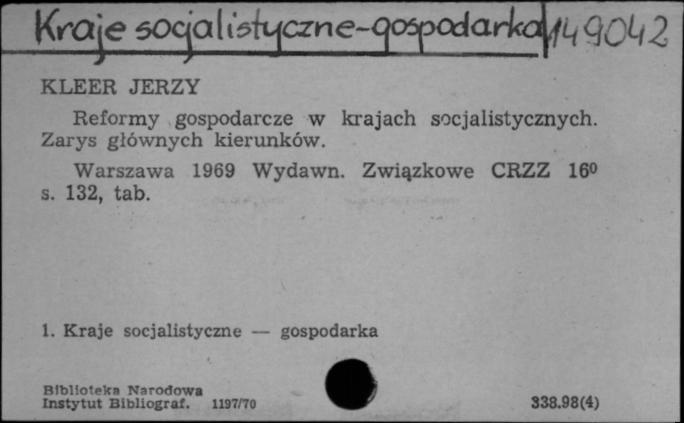 Kraje socjalistyczne-gospodarka 149042
KLEER JERZY
Reformy gospodarcze w krajach socjalistycznych.
Zarys głównych kierunków.
Warszawa 1969 Wydawn. Związkowe CRZZ 16⁰
s. 132, tab.
1. Kraje socjalistyczne — gospodarka
Biblioteka Narodowa
Instytut Bibliograf. 1197/70
338.98(4)